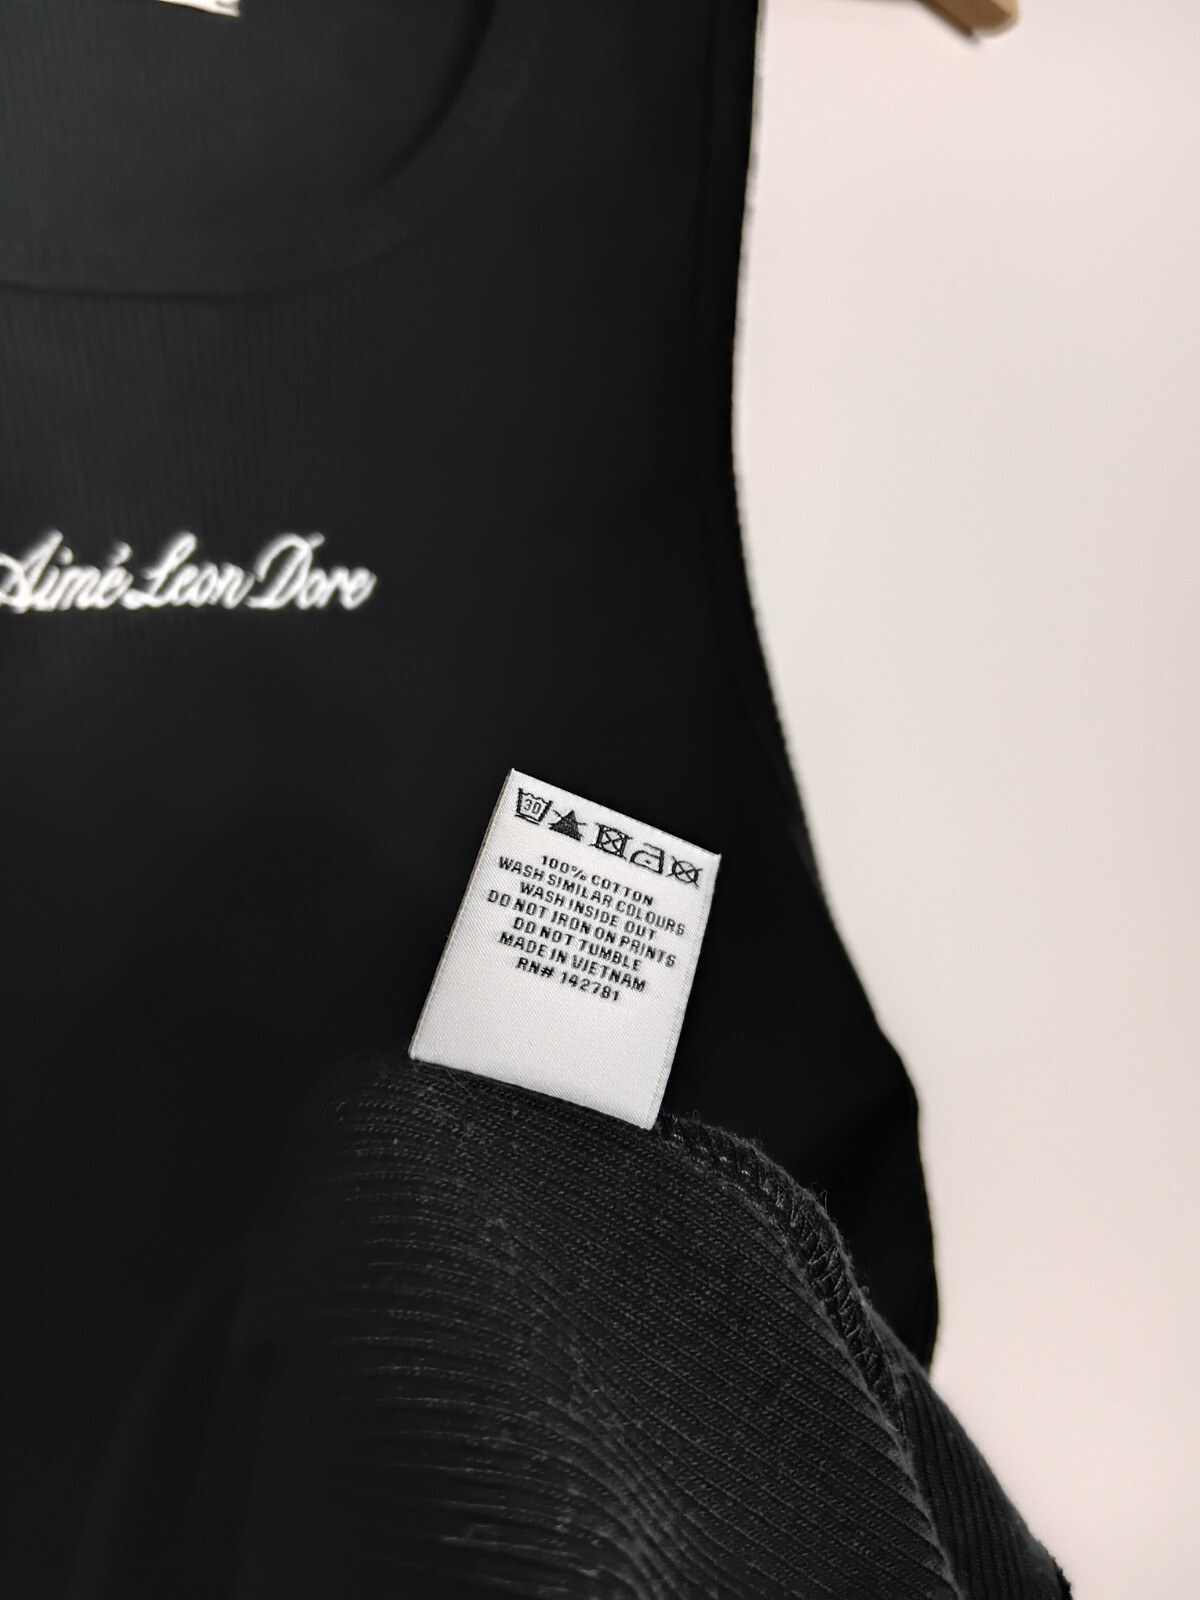 Aimé Leon Dore
30
100% COTTON
WASH SIMILAR COLOURS
WASH INSIDE OUT
DO NOT IRON ON PRINTS
DO NOT TUMBLE
MADE IN VIETNAM
RN# 142781